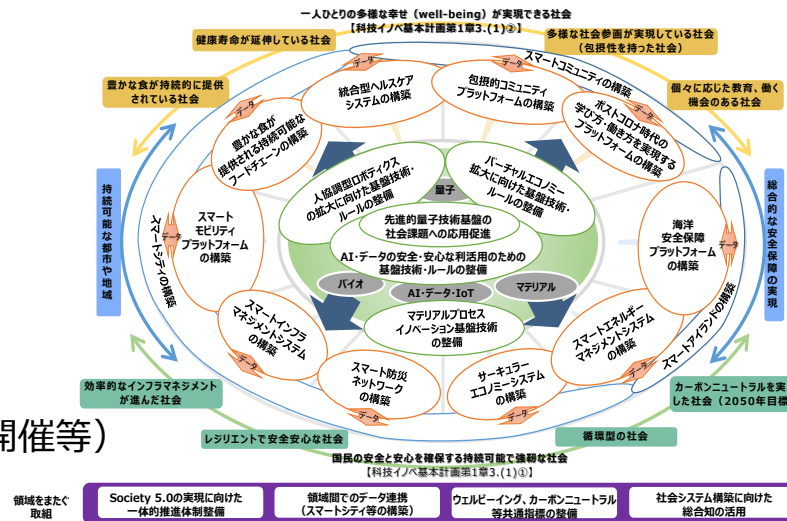 一人ひとりの多様な幸せ(well-being)が実現できる社会
【科技イノベ基本計画第1章3.(1)②】
健康寿命が延伸している社会
多様な社会参画が実現している社会
(包摂性を持った社会)
豊かな食が持続的に提供
されている社会
個々に応じた教育、働く
機会のある社会
スマートコミュニティの構築
データ
統合型ヘルスケア
システムの構築
データ
包摂的コミュニティ
プラットフォームの構築
データ
豊かな食が
提供される持続可能な
フードチェーンの構築
データ
ポストコロナ時代の
学び方・働き方を実現する
プラットフォームの構築
人協調型ロボティクス
の拡大に向けた基盤技術・
ルールの整備
量子
バーチャルエコノミー
拡大に向けた基盤技術・
ルールの整備
持続可能な都市や地域
スマートシティの構築
データ
スマート
モビリティ
プラットフォーム
の構築
先進的量子技術基盤の
社会課題への応用促進
AI・データの安全・安心な利活用のための
基盤技術・ルールの整備
海洋
安全保障
プラットフォーム
の構築
データ
総合的な安全保障の実現
バイオ
AI・データ・IoT
マテリアル
マテリアルプロセス
イノベーション基盤技術
の整備
スマートインフラ
マネジメントシステム
の構築
データ
スマート防災
ネットワーク
の構築
データ
サーキュラー
エコノミーシステム
の構築
データ
スマートエネルギー
マネジメントシステム
の構築
データ
スマートアイランドの構築
効率的なインフラマネジメント
が進んだ社会
カーボンニュートラルを実
した社会(2050年目標
レジリエントで安全安心な社会
循環型の社会
開催等)
国民の安全と安心を確保する持続可能で強靱な社会
【科技イノベ基本計画第1章3.(1)①】
領域をまたぐ
取組
Society 5.0の実現に向けた
一体的推進体制整備
領域間でのデータ連携
(スマートシティ等の構築)
ウェルビーイング、カーボンニュートラル
等共通指標の整備
社会システム構築に向けた
総合知の活用